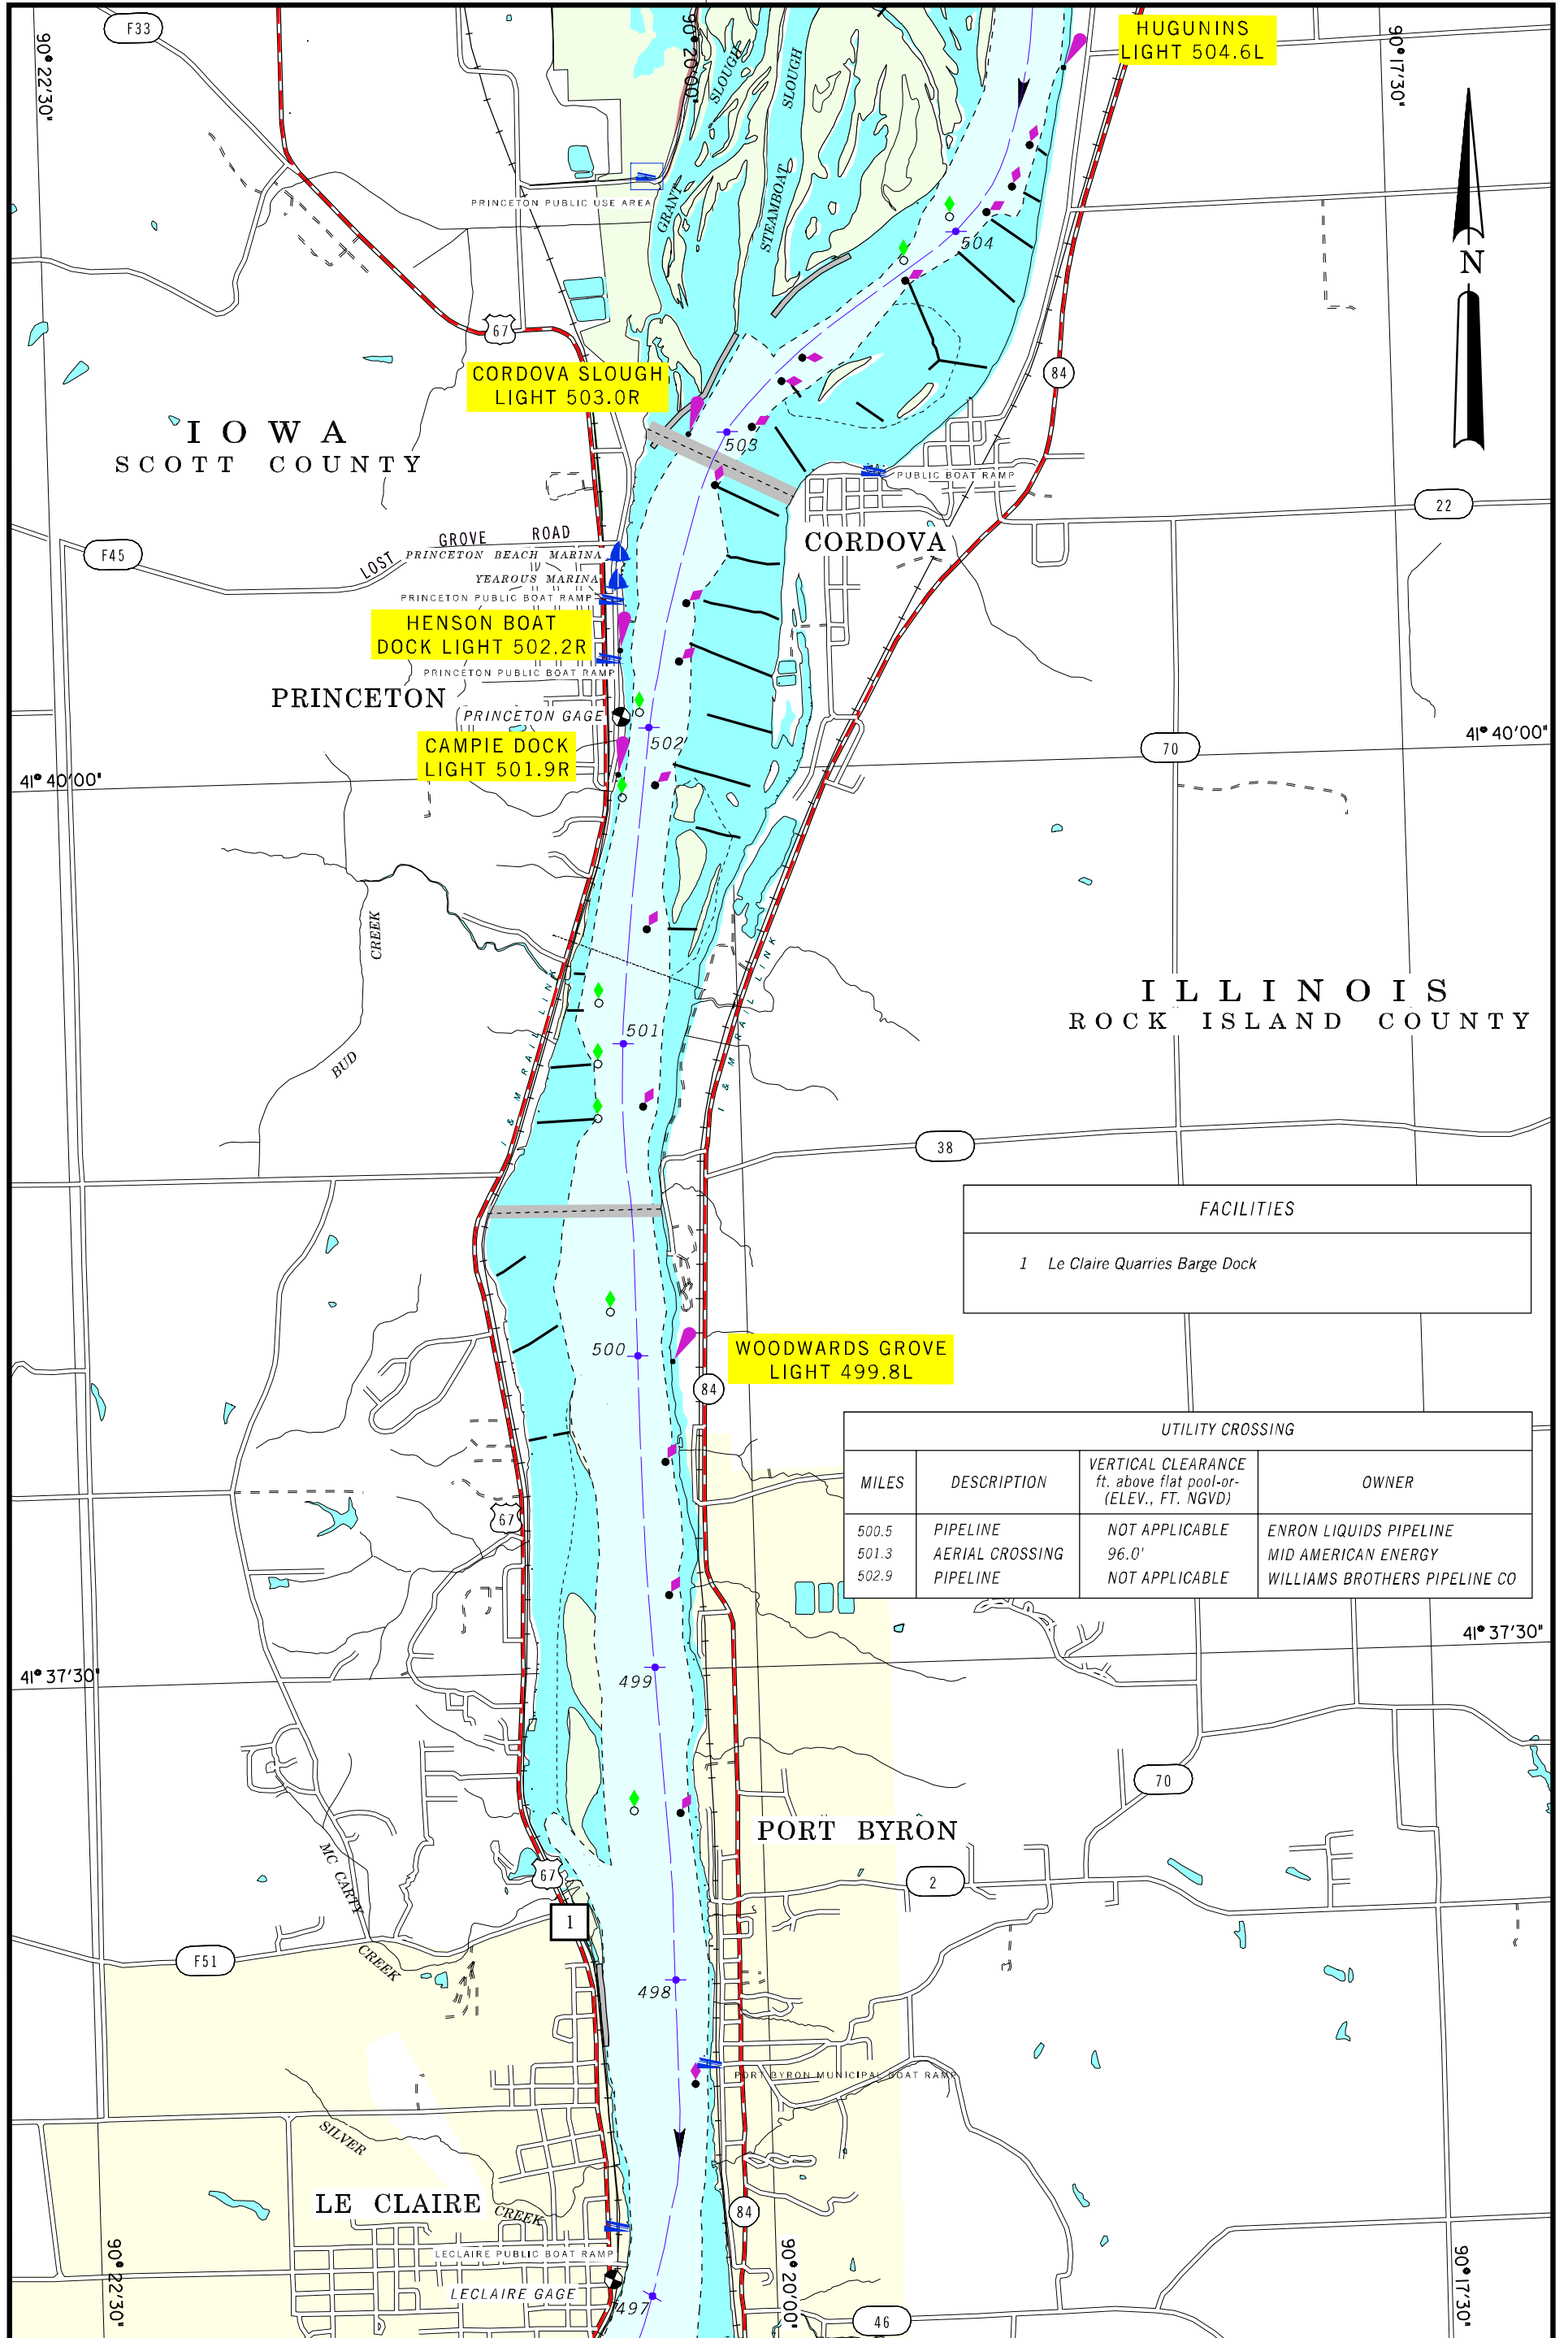 F33
90° 22'30"
90° 20'00"
HUGUNINS
LIGHT 504.6L
90° 17'30"
SLOUGH
SLOUGH
PRINCETON PUBLIC USE AREA
GRANT
STEAMBOAT
504
N
67
CORDOVA SLOUGH
LIGHT 503.0R
84
IOWA
SCOTT COUNTY
503
PUBLIC BOAT RAMP
22
F45
LOST GROVE ROAD
CORDOVA
PRINCETON BEACH MARINA
YEAROUS MARINA
PRINCETON PUBLIC BOAT RAMP
HENSON BOAT
DOCK LIGHT 502.2R
PRINCETON PUBLIC BOAT RAMP
PRINCETON
PRINCETON GAGE
502
CAMPIE DOCK
LIGHT 501.9R
70
41° 40'00"
41° 40'00"
BUD CREEK
I & M RAIL LINK
I & M RAIL LINK
501
ILLINOIS
ROCK ISLAND COUNTY
38
FACILITIES
1 Le Claire Quarries Barge Dock
500
WOODWARDS GROVE
LIGHT 499.8L
84
UTILITY CROSSING
MILES DESCRIPTION VERTICAL CLEARANCE OWNER
ft. above flat pool-or-
(ELEV., FT. NGVD)
500.5 PIPELINE NOT APPLICABLE ENRON LIQUIDS PIPELINE
501.3 AERIAL CROSSING 96.0' MID AMERICAN ENERGY
502.9 PIPELINE NOT APPLICABLE WILLIAMS BROTHERS PIPELINE CO
67
41° 37'30"
41° 37'30"
499
70
PORT BYRON
67
2
MC CARTY CREEK
1
F51
498
PORT BYRON MUNICIPAL BOAT RAMP
SILVER CREEK
LE CLAIRE
84
LECLAIRE PUBLIC BOAT RAMP
LECLAIRE GAGE
497
46
90° 22'30"
90° 20'00"
90° 17'30"